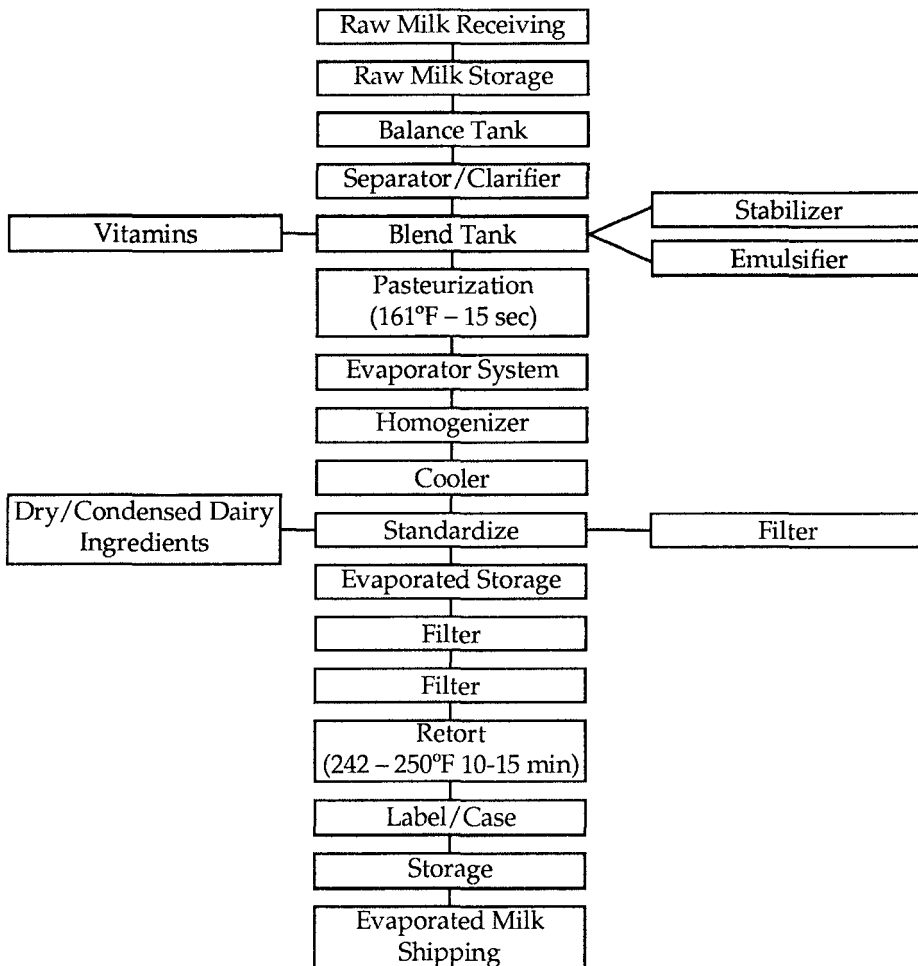 Raw Milk Receiving
Raw Milk Storage
Balance Tank
Separator/Clarifier
Stabilizer
Vitamins
Blend Tank
Emulsifier
Pasteurization
(161°F – 15 sec)
Evaporator System
Homogenizer
Cooler
Dry/Condensed Dairy
Ingredients
Standardize
Filter
Evaporated Storage
Filter
Filter
Retort
(242 – 250°F 10-15 min)
Label/Case
Storage
Evaporated Milk
Shipping